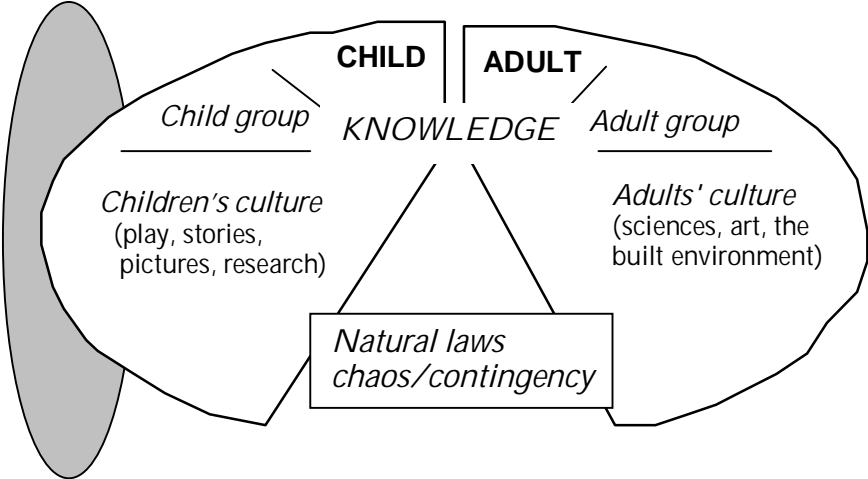 CHILD
ADULT
Child group
KNOWLEDGE
Adult group
Children's culture
(play, stories,
pictures, research)
Adults' culture
(sciences, art, the
built environment)
Natural laws
chaos/contingency